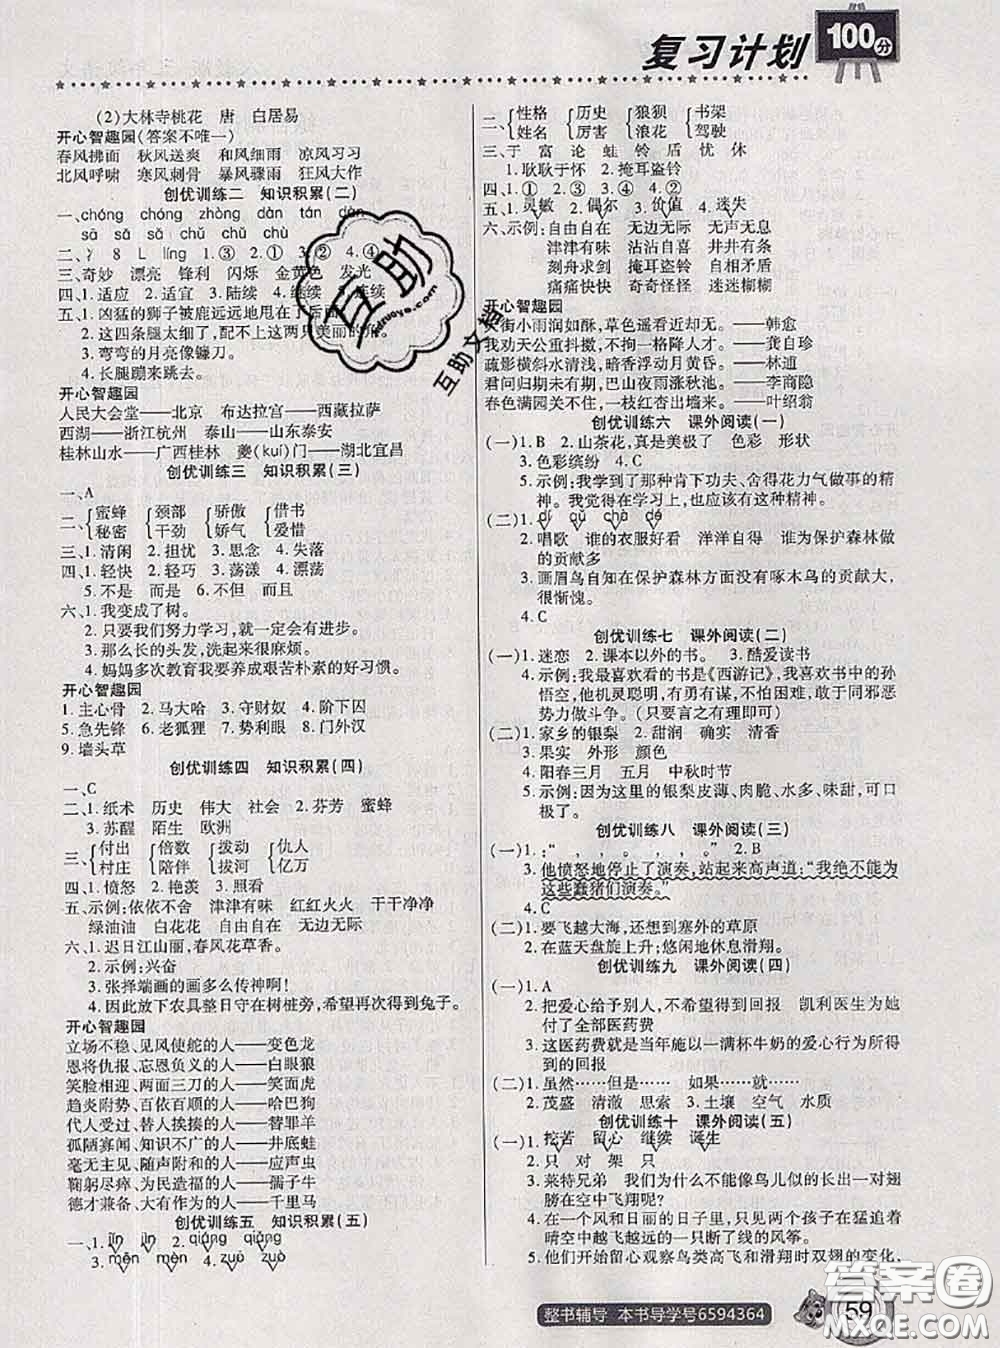 复习计划 100分
(2)大林寺桃花 唐 白居易
开心智趣园(答案不唯一)
春风拂面 秋风送爽 和风细雨 凉风习习
北风呼啸 寒风刺骨 暴风骤雨 狂风大作
创优训练二 知识积累(二)
一、chóng chóng zhòng dàn tán dàn
sā sǎ chǔ chǔ chù
二、氵 8 L līng ③ ② 4.④
三、奇妙 漂亮 锋利 闪烁 金黄色 发光
四、1.适应 2.适宜 3.陆续 4.继续 5.连续
五、1.凶猛的狮子被鹿远远地甩在了后面。
2.这四条腿太细了,配不上这两只美丽的角。
3.弯弯的月亮像镰刀。
4.长腿蹦来跳去。
开心智趣园
人民大会堂——北京 布达拉宫——西藏拉萨
西湖——浙江杭州 泰山——山东泰安
桂林山水——广西桂林 夔(kuí)门——湖北宜昌
创优训练三 知识积累(三)
一、A
二、蜜蜂 颈部 骄傲 借书
秘密 干劲 娇气 爱惜
三、1.清闲 2.担忧 3.思念 4.失落
四、1.轻快 2.轻巧 3.荡漾 4.漂荡
5.不是 而是 6.不但 而且
六、1.我变成了树。
2.只要我们努力学习,就一定会有进步。
3.那么长的头发,洗起来很麻烦。
4.妈妈多次教育我要养成艰苦朴素的好习惯。
开心智趣园
1.主心骨 2.马大哈 3.守财奴 4.阶下囚
5.急先锋 6.老狐狸 7.势利眼 8.门外汉
9.墙头草
创优训练四 知识积累(四)
一、C
二、1.纸术 历史 伟大 社会 2.芬芳 蜜蜂
3.苏醒 陌生 欧洲
三、付出 倍数 拨动 仇人
村庄 陪伴 拔河 亿万
四、1.愤怒 2.艳羡 3.照看
五、示例:依依不舍 津津有味 红红火火 干干净净
绿油油 白花花 自由自在 无边无际
六、1.迟日江山丽,春风花草香。
2.示例:兴奋
3.张择端画的画多么传神啊!
4.因此放下农具整日守在树桩旁,希望再次得到兔子。
开心智趣园
立场不稳、见风使舵的人——变色龙
恩将仇报、忘恩负义的人——白眼狼
笑脸相迎、两面三刀的人——笑面虎
趋炎附势、百依百顺的人——哈巴狗
代人受过、替人挨揍的人——替罪羊
孤陋寡闻、知识不广的人——井底蛙
毫无主见、随声附和的人——应声虫
鞠躬尽瘁、为民造福的人——孺子牛
德才兼备、大有作为的人——千里马
创优训练五 知识积累(五)
一、1.jīn jìn 2.qiáng qiǎng
3.mēn mèn 4.zuō zuò
二、性格 历史 狼狈 书架
姓名 厉害 浪花 驾驶
三、于 富 论 蛙 铃 盾 忧 休
1.耿耿于怀 2.掩耳盗铃
四、1.① 2.③ 3.④ 4.②
五、1.灵敏 2.偶尔 3.价值 4.迷失
六、示例:自由自在 无边无际 无声无息
津津有味 沾沾自喜 井井有条
刻舟求剑 掩耳盗铃 自相矛盾
痛痛快快 奇奇怪怪 迷迷糊糊
开心智趣园
天街小雨润如酥,草色遥看近却无。——韩愈
我劝天公重抖擞,不拘一格降人才。——龚自珍
疏影横斜水清浅,暗香浮动月黄昏。——林逋
君问归期未有期,巴山夜雨涨秋池。——李商隐
春色满园关不住,一枝红杏出墙来。——叶绍翁
创优训练六 课外阅读(一)
(一)1.B 2.山茶花,真是美极了 色彩 形状
3.色彩缤纷 4.C
5.示例:我学到了那种肯下功夫、舍得花力气做事的精
神。我觉得在学习上,也应该有这种精神。
(二)1. qǔ chà dé
2.唱歌 谁的衣服好看 洋洋自得 谁为保护森林做
的贡献多
3.画眉鸟自知在保护森林方面没有啄木鸟的贡献大,
很惭愧。
4.C
创优训练七 课外阅读(二)
(一)1.迷恋 2.课本以外的书。 3.酷爱读书
4.示例:我最喜欢看的书是《西游记》,我喜欢书中的孙
悟空,他机灵聪明,有勇有谋,不怕困难,敢于同邪恶
势力做斗争。(只要言之有理即可)
(二)1.家乡的银梨 2.甜润 确实 清香
3.果实 外形 颜色
4.阳春三月 五月 中秋时节
5.示例:因为这里的银梨皮薄、肉脆、水多、味甜,可口
极了。
创优训练八 课外阅读(三)
(一)1.:“ , 。 , 。” 2.B
3.他愤怒地停止了演奏,站起来高声道:“我绝不能为
这些蠢猪们演奏。”
4.C
(二)1.要飞越大海,还想到塞外的草原
2.在蓝天盘旋上升;悠闲地休息滑翔。
创优训练九 课外阅读(四)
(一)1.A
2.把爱心给予别人,不希望得到回报 凯利医生为她
付了全部医药费
3.这医药费就是当年施以一满杯牛奶的爱心行为所得
到的回报
(二)1.虽然……但是…… 如果……就……
2.茂盛 清澈 思索 3.土壤 空气 水质
创优训练十 课外阅读(五)
(一)1.挖苦 留心 继续 诞生
2.只 对 架 只
3.莱特兄弟 我们为什么不能像鸟儿似的长出一对翅
膀在空中飞翔呢?
4.在一个风和日丽的日子里,只见一个孩子正在猛追着
晴空中越飞越远的一只断了线的风筝。
5.他们开始留心观察鸟类高飞和滑翔时双翅的变化,
互助
互助文档
整书辅导 本书导学号6594364
59
答案圈
MXQE.COM